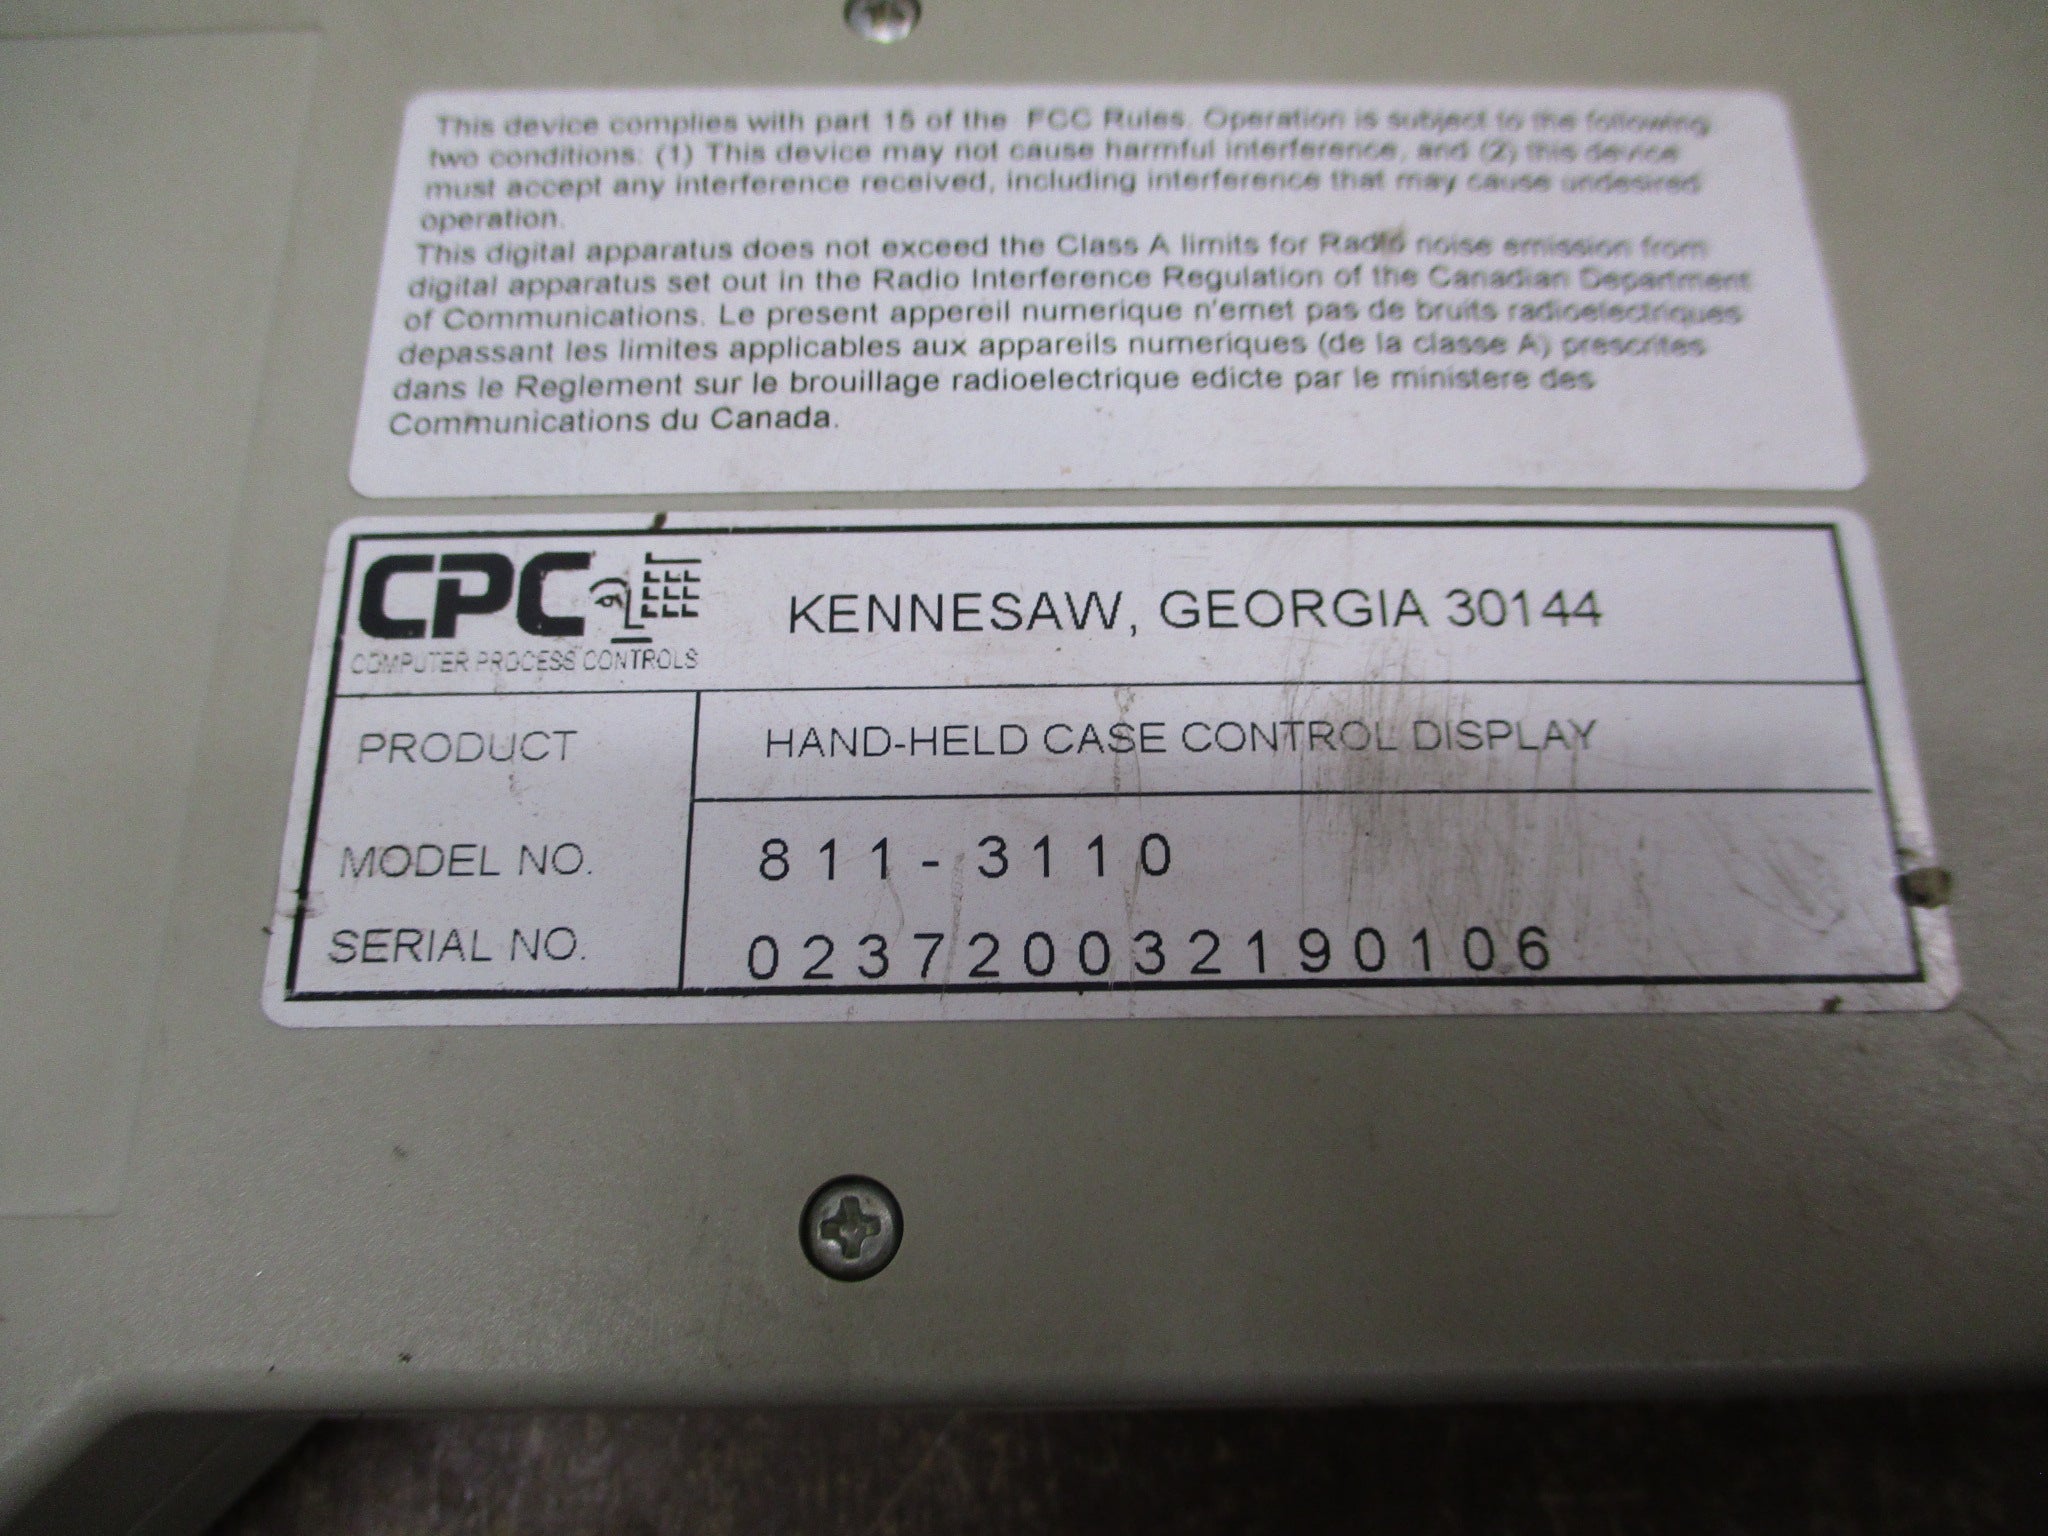 This device complies with part 15 of the FCC Rules. Operation is subject to the following
two conditions: (1) This device may not cause harmful interference, and (2) this device
must accept any interference received, including interference that may cause undesired
operation.
This digital apparatus does not exceed the Class A limits for Radio noise emission from
digital apparatus set out in the Radio Interference Regulation of the Canadian Department
of Communications. Le present appereil numerique n'emet pas de bruits radioelectriques
depassant les limites applicables aux appareils numeriques (de la classe A) prescrites
dans le Reglement sur le brouillage radioelectrique edicte par le ministere des
Communications du Canada.
CPC
COMPUTER PROCESS CONTROLS
KENNESAW, GEORGIA 30144
PRODUCT HAND-HELD CASE CONTROL DISPLAY
MODEL NO. 811-3110
SERIAL NO. 023720032190106